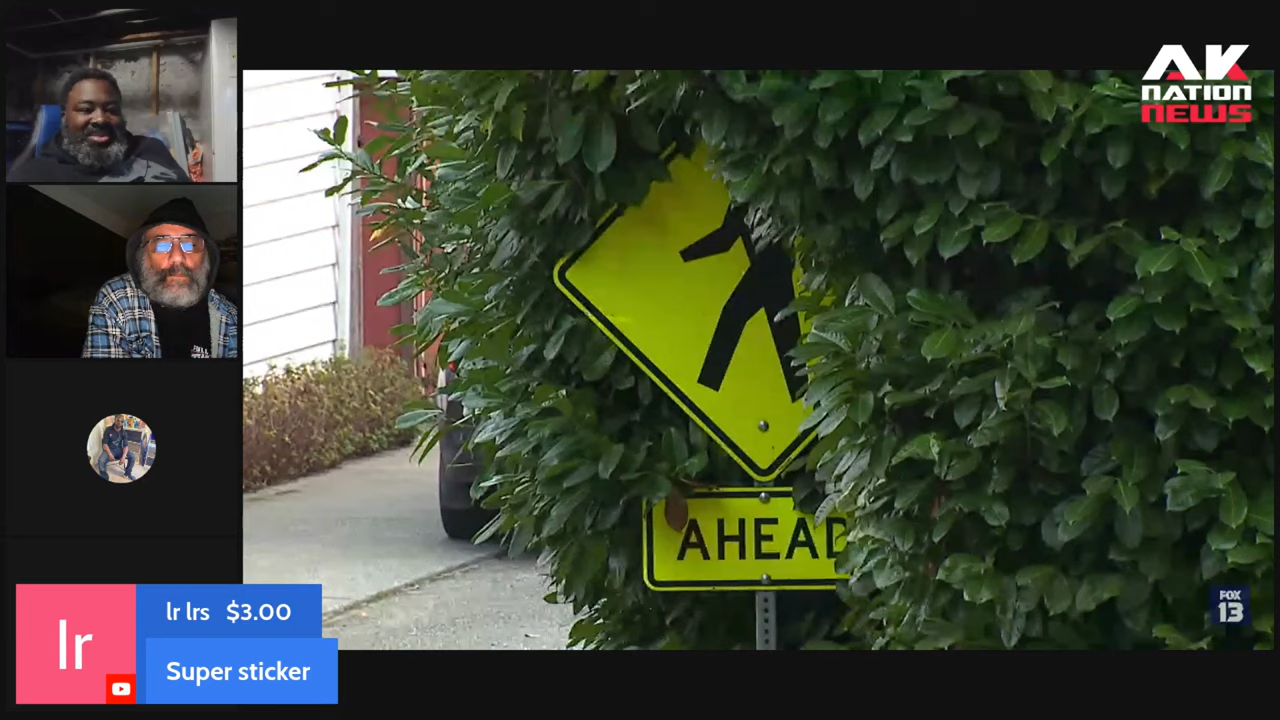 AK
NATION
NEWS
AHEAD
FOX
13
lr lrs $3.00
lr
Super sticker